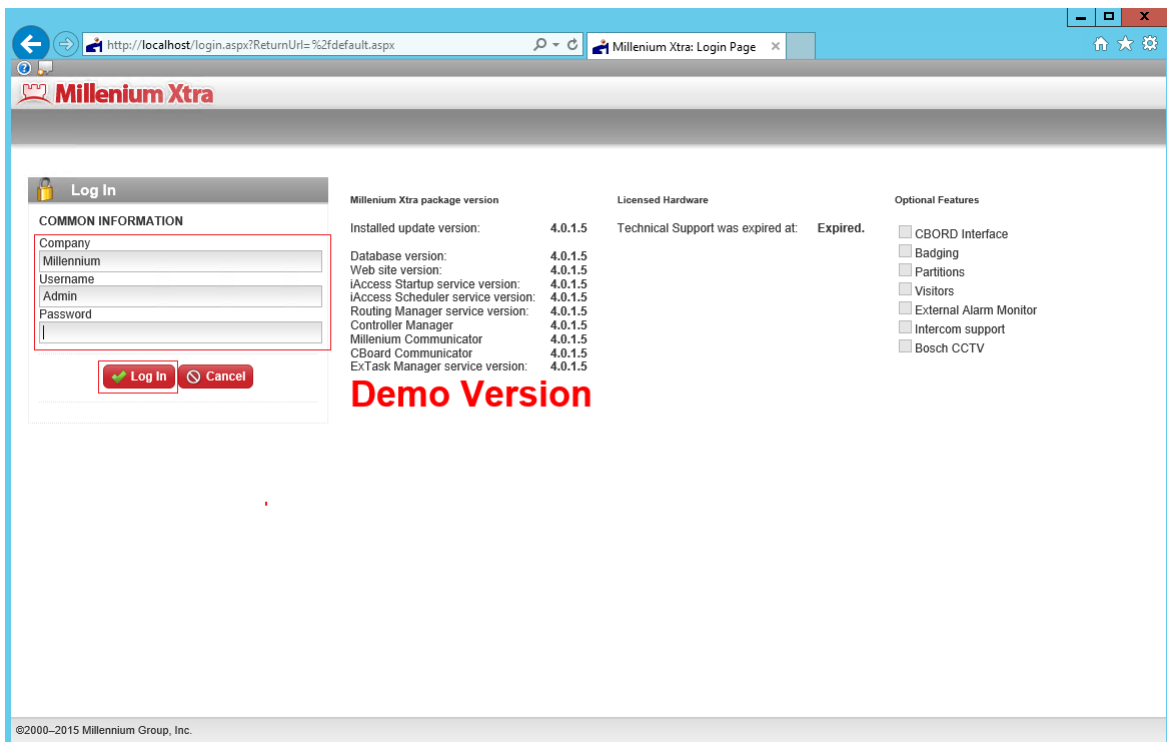 http://localhost/login.aspx?ReturnUrl=%2fdefault.aspx
Millenium Xtra: Login Page
Millenium Xtra
Log In
COMMON INFORMATION
Company
Millennium
Username
Admin
Password
Log In
Cancel
Millenium Xtra package version
Installed update version: 4.0.1.5
Database version: 4.0.1.5
Web site version: 4.0.1.5
iAccess Startup service version: 4.0.1.5
iAccess Scheduler service version: 4.0.1.5
Routing Manager service version: 4.0.1.5
Controller Manager 4.0.1.5
Millenium Communicator 4.0.1.5
CBoard Communicator 4.0.1.5
ExTask Manager service version: 4.0.1.5
Demo Version
Licensed Hardware
Technical Support was expired at: Expired.
Optional Features
CBORD Interface
Badging
Partitions
Visitors
External Alarm Monitor
Intercom support
Bosch CCTV
©2000–2015 Millennium Group, Inc.